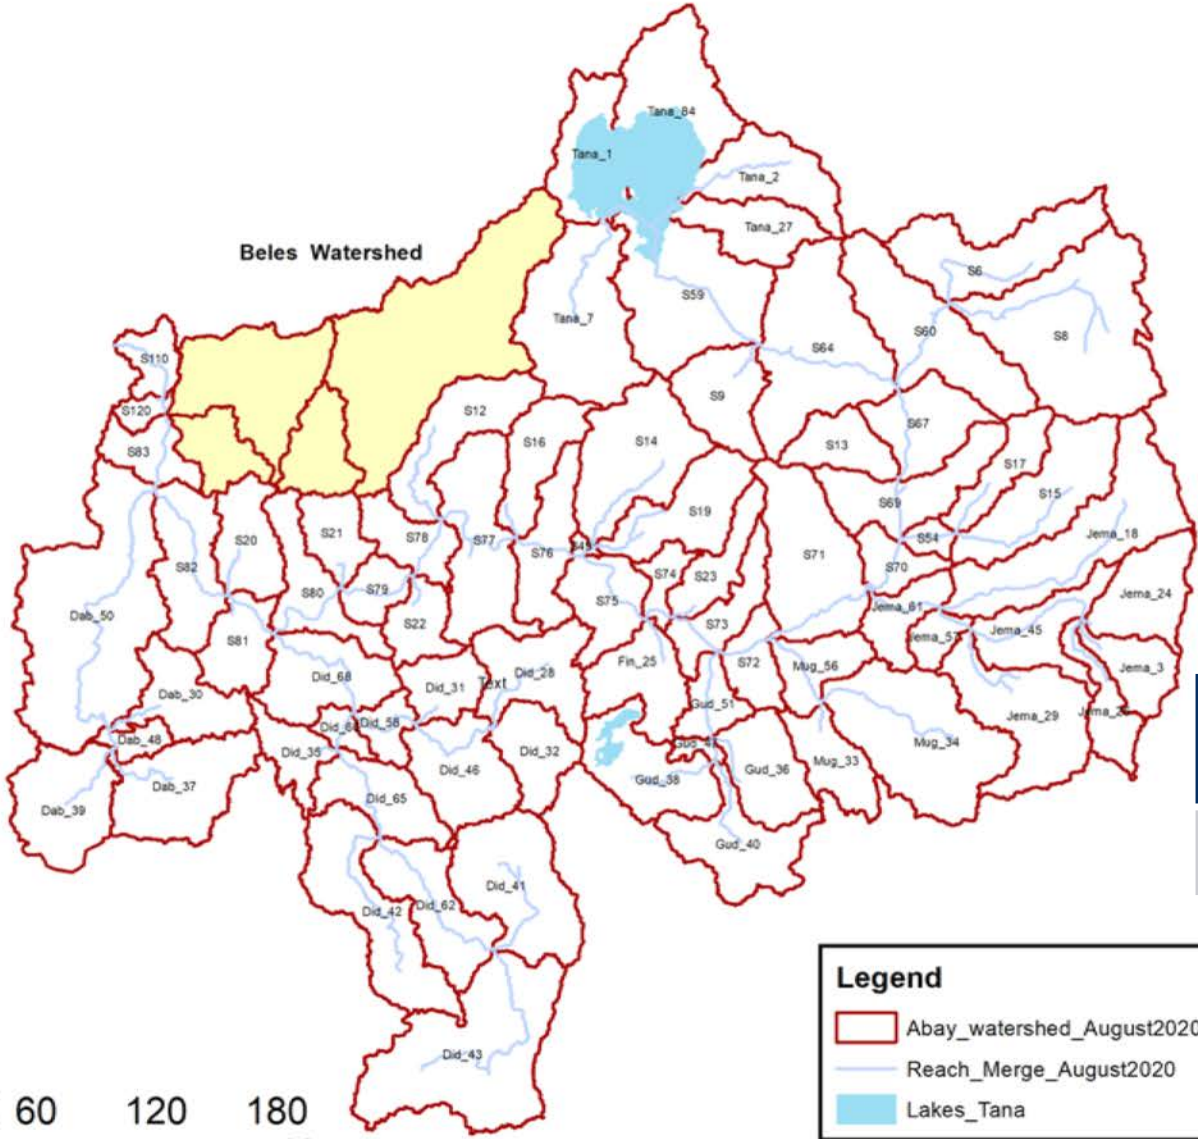 Tana_84
Tana_1
Tana_2
Tana_27
Beles Watershed
S6
S59
Tana_7
S60
S8
S64
S110
S9
S120
S12
S67
S16
S14
S13
S83
S17
S15
S69
S19
S21
S20
S78
S77
S54
Jema_18
S76
S71
S82
S70
S74
S23
S79
S80
Jema_24
S75
Jema_61
Dab_50
S22
S73
Jema_45
S81
Fin_25
S72
Mug_56
Jema_3
Did_68
Did_28
Text
Did_31
Dab_30
Gud_51
Jema_29
Did_58
Dab_48
Mug_34
Did_35
Did_32
Mug_33
Did_46
Gud_36
Gud_38
Dab_37
Did_65
Dab_39
Gud_40
Did_41
Did_62
Did_42
Did_43
Legend
Abay_watershed_August2020
Reach_Merge_August2020
Lakes_Tana
60 120 180